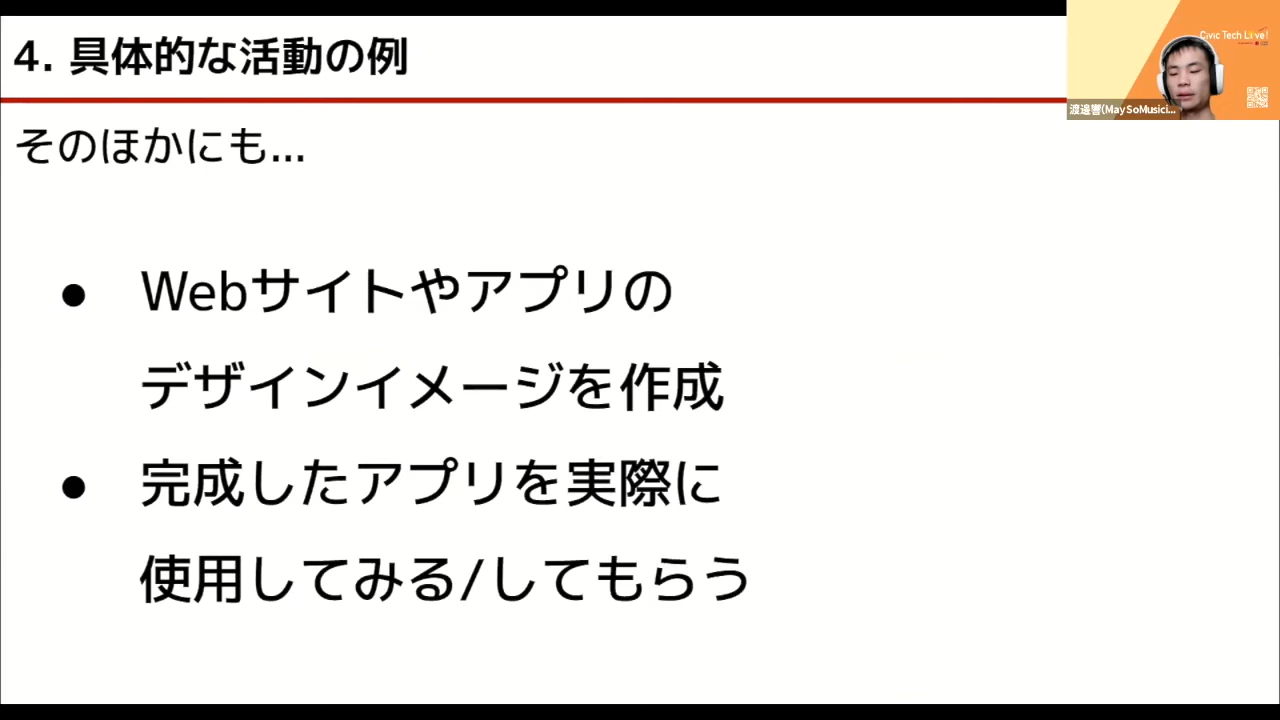 4. 具体的な活動の例
Civic Tech Live!
渡邉響(May SoMusici...
そのほかにも...
● Webサイトやアプリの
デザインイメージを作成
● 完成したアプリを実際に
使用してみる/してもらう